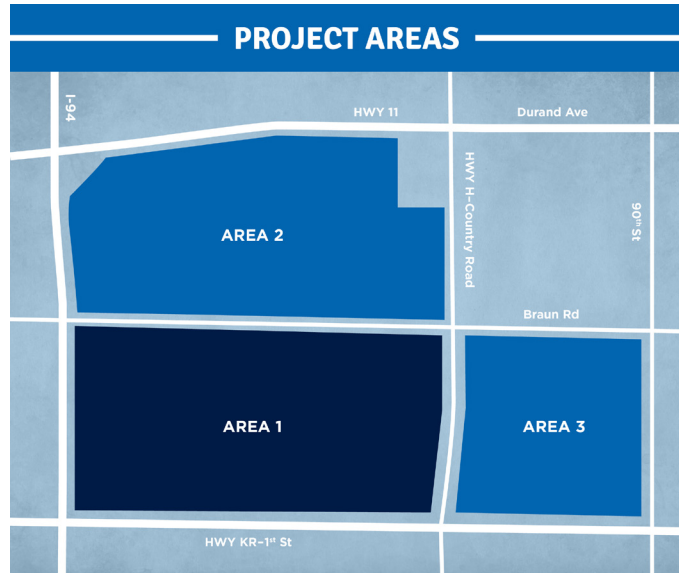 PROJECT AREAS
I-94
HWY 11
Durand Ave
HWY H-Country Road
90th St
AREA 2
Braun Rd
AREA 1
AREA 3
HWY KR-1st St